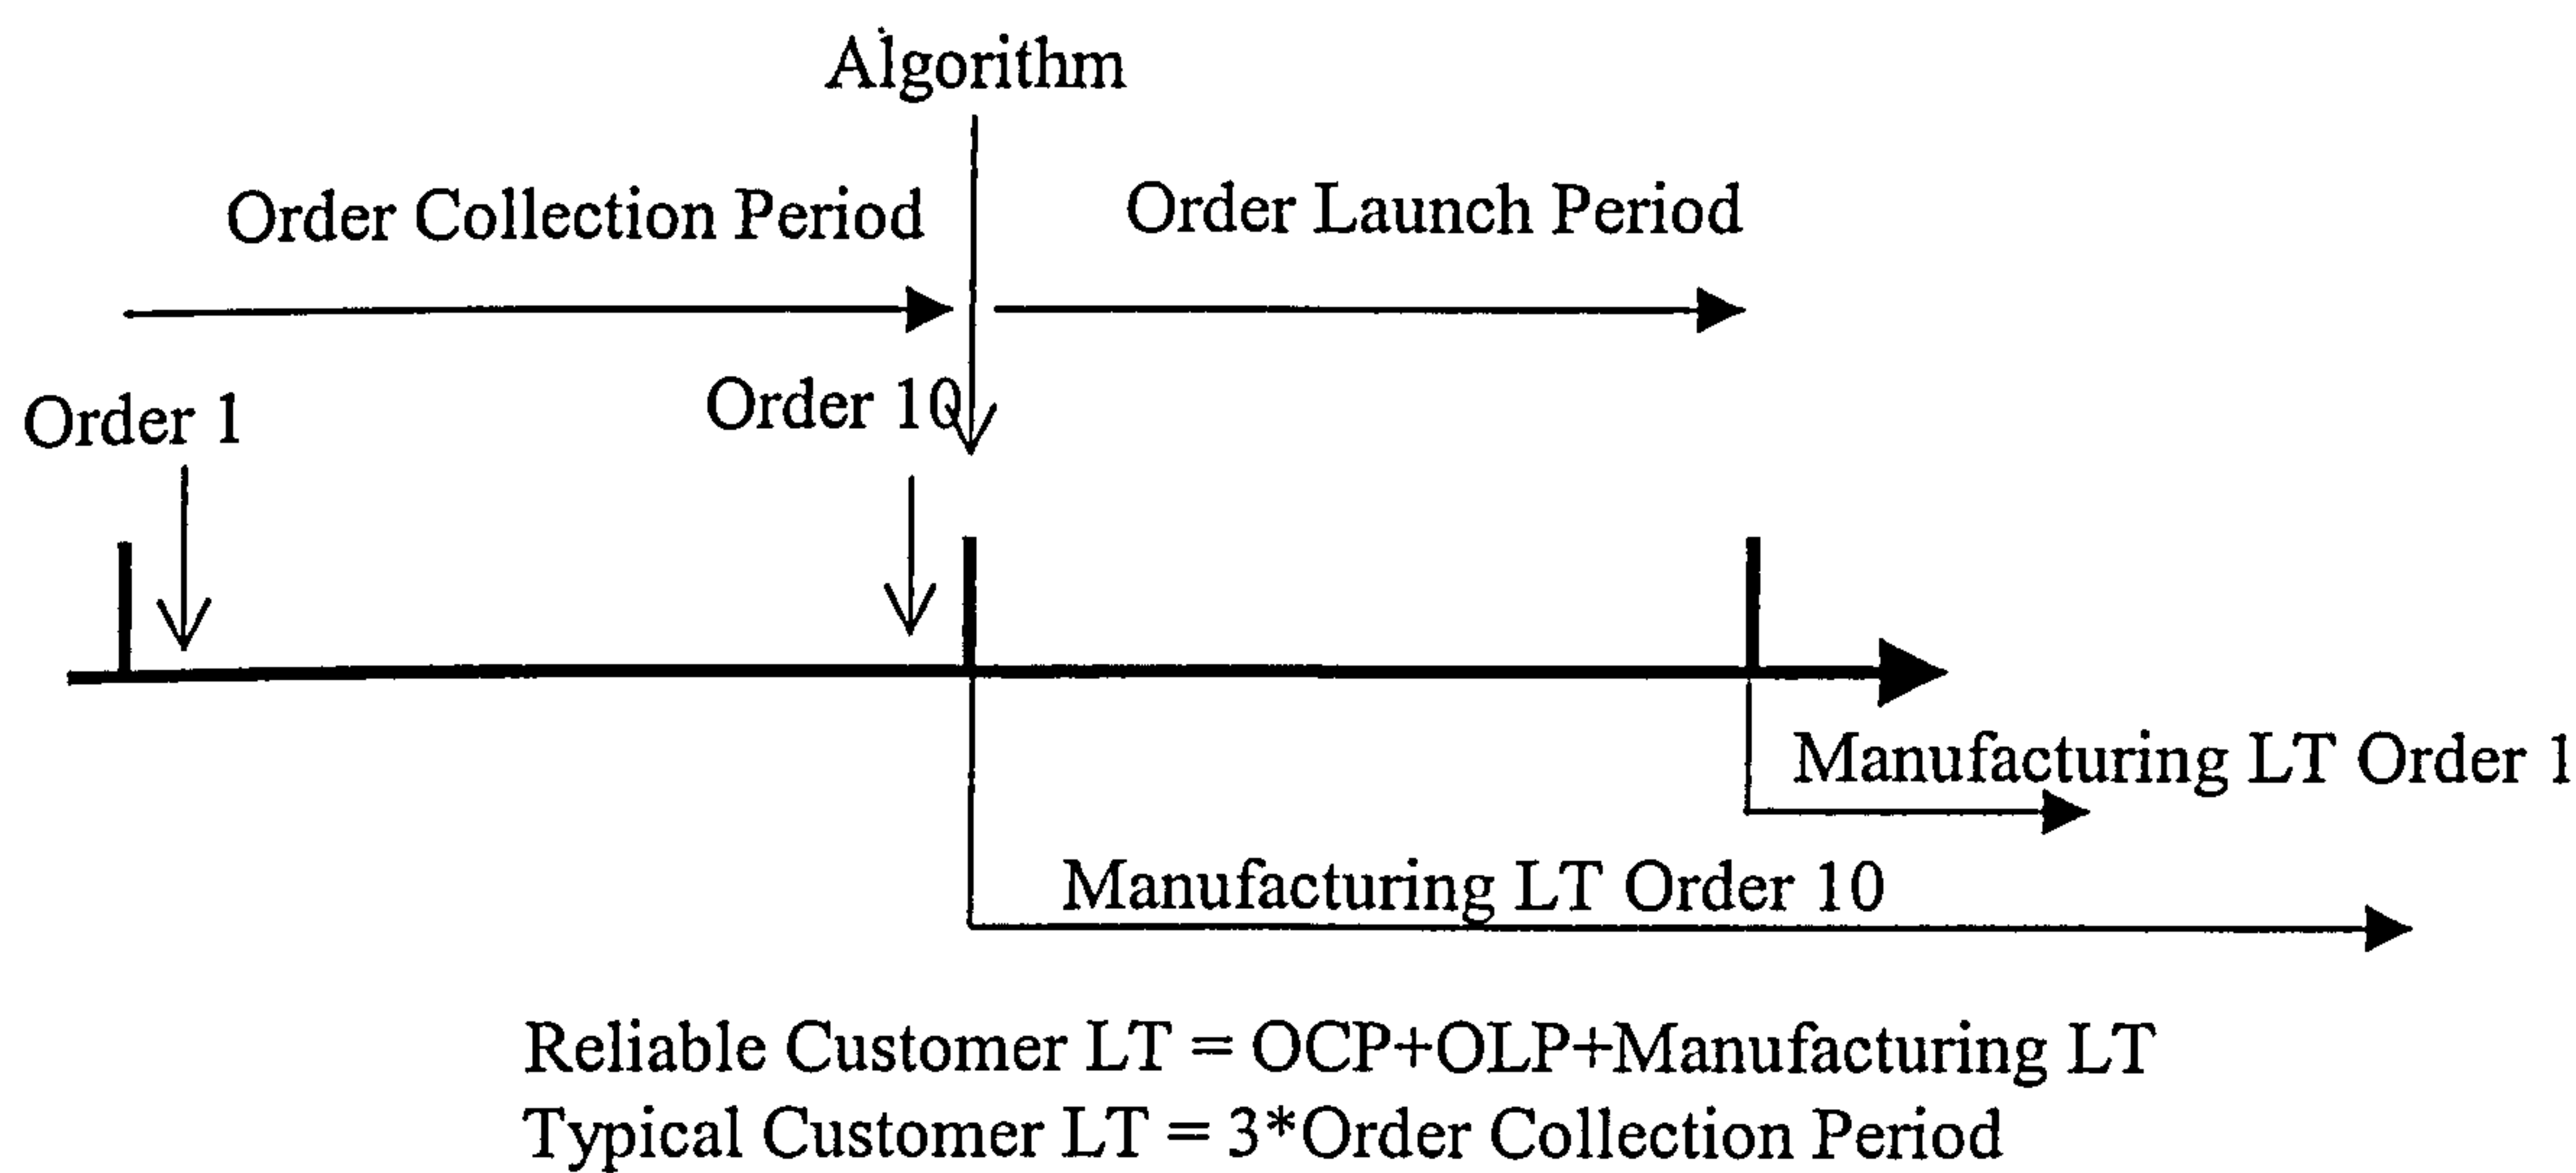 Algorithm
Order Collection Period
Order Launch Period
Order 1
Order 10
Manufacturing LT Order 1
Manufacturing LT Order 10
Reliable Customer LT = OCP+OLP+Manufacturing LT
Typical Customer LT = 3*Order Collection Period